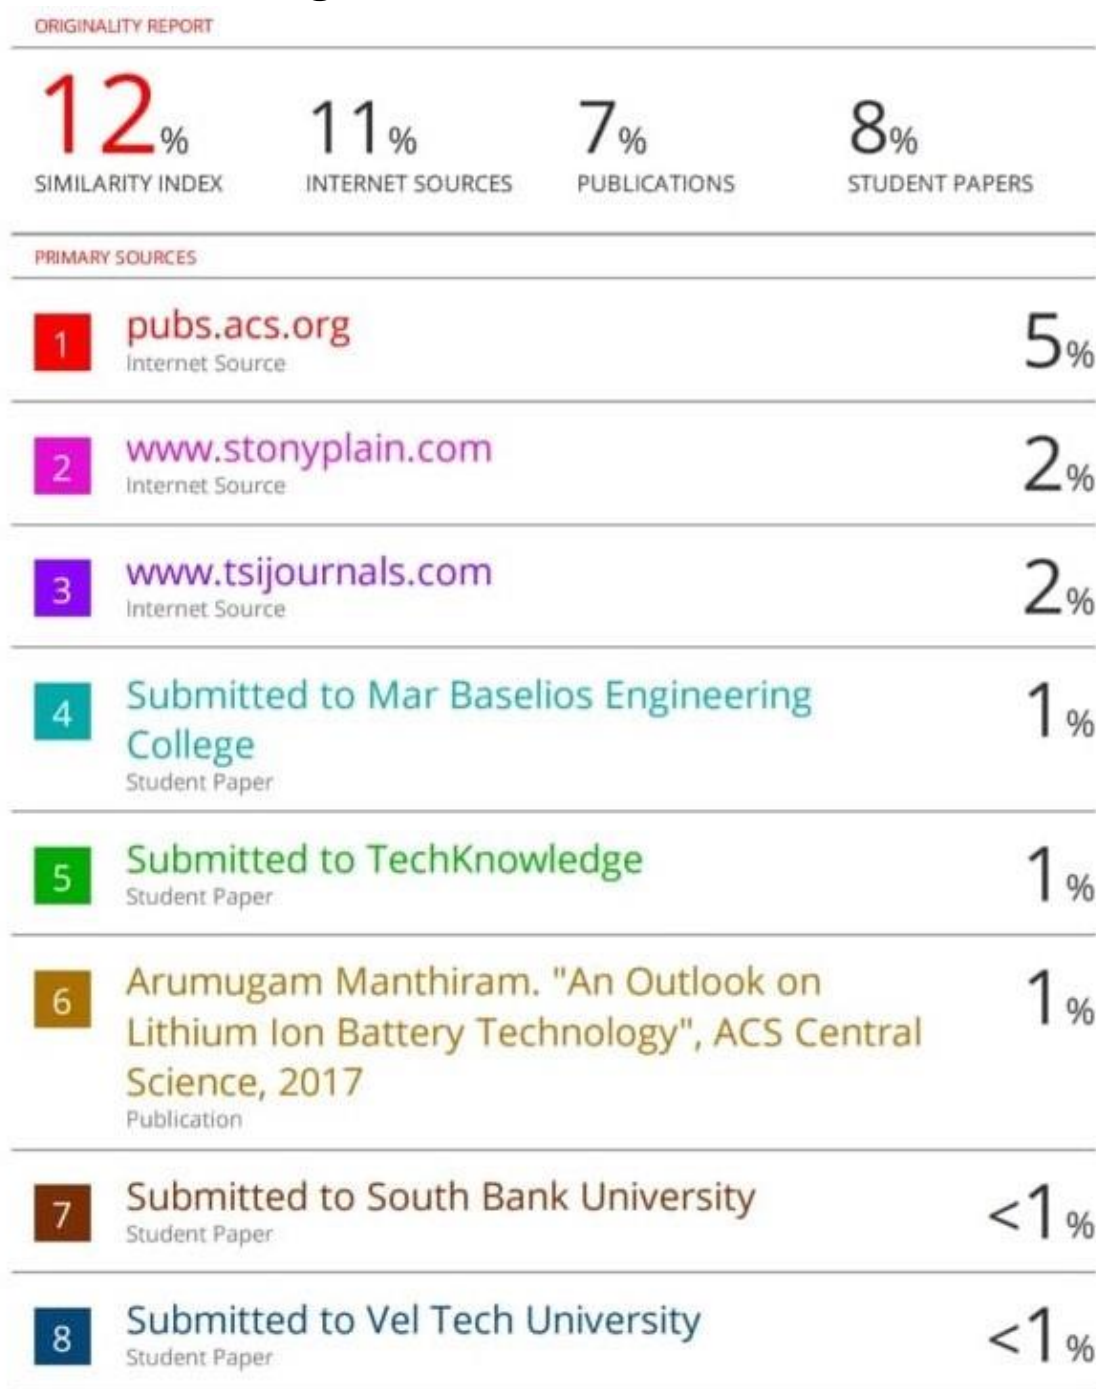 ORIGINALITY REPORT
12%
SIMILARITY INDEX
11%
INTERNET SOURCES
7%
PUBLICATIONS
8%
STUDENT PAPERS
PRIMARY SOURCES
1
pubs.acs.org
Internet Source
5%
2
www.stonyplain.com
Internet Source
2%
3
www.tsijournals.com
Internet Source
2%
4
Submitted to Mar Baselios Engineering
College
Student Paper
1%
5
Submitted to TechKnowledge
Student Paper
1%
6
Arumugam Manthiram. "An Outlook on
Lithium Ion Battery Technology", ACS Central
Science, 2017
Publication
1%
7
Submitted to South Bank University
Student Paper
<1%
8
Submitted to Vel Tech University
Student Paper
<1%